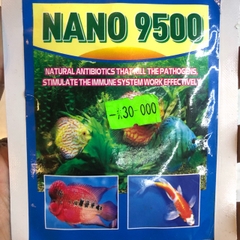 NANO 9500
NATURAL ANTIBIOTICS THAT KILL THE PATHOGENS,
STIMULATE THE IMMUNE SYSTEM WORK EFFECTIVELY
130-000